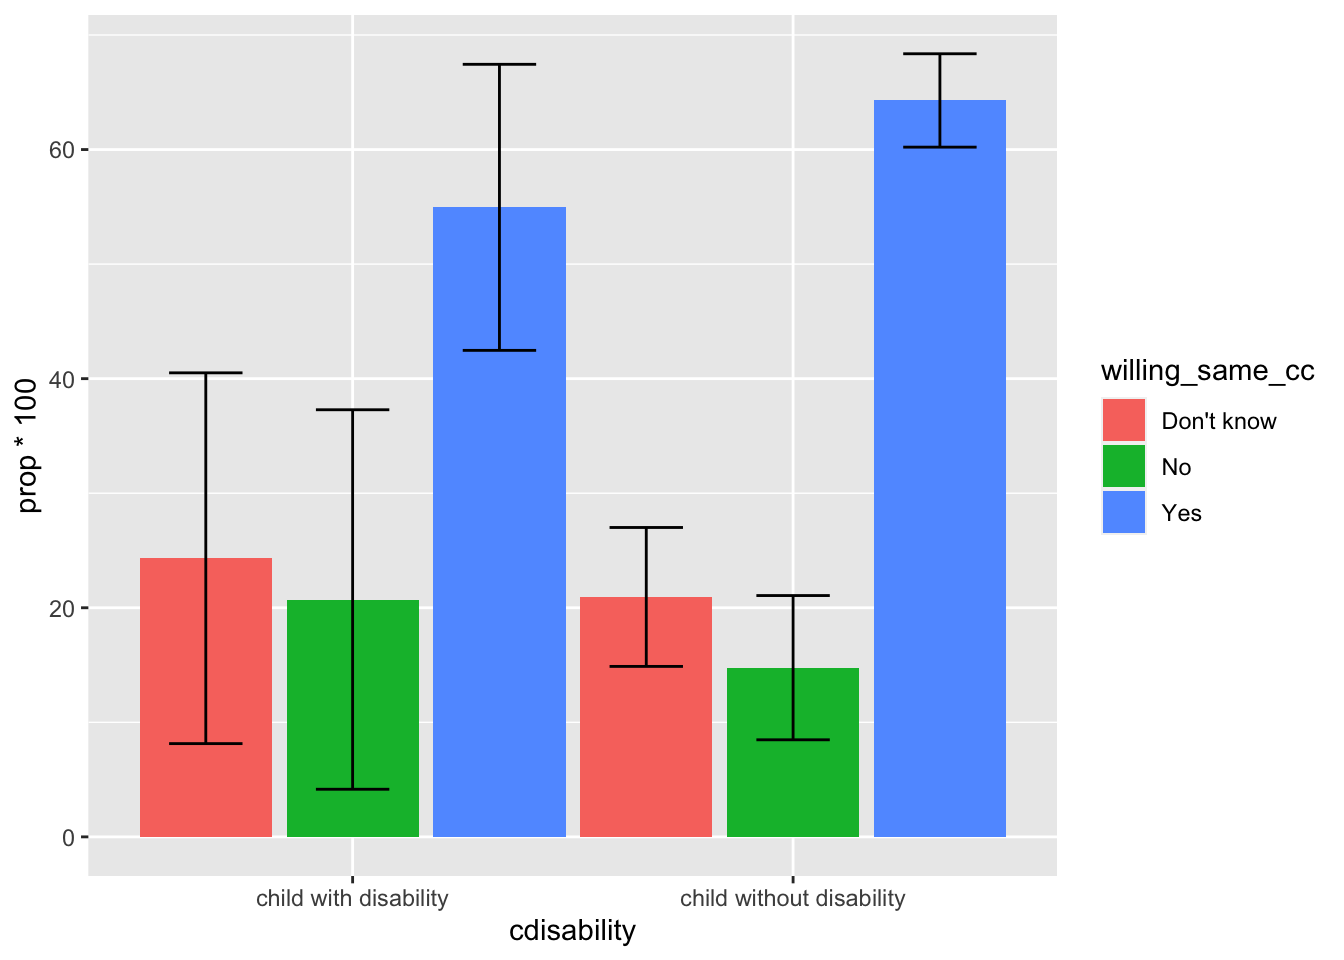 60
40
20
0
prop * 100
child with disability
child without disability
cdisability
willing_same_cc
Don't know
No
Yes